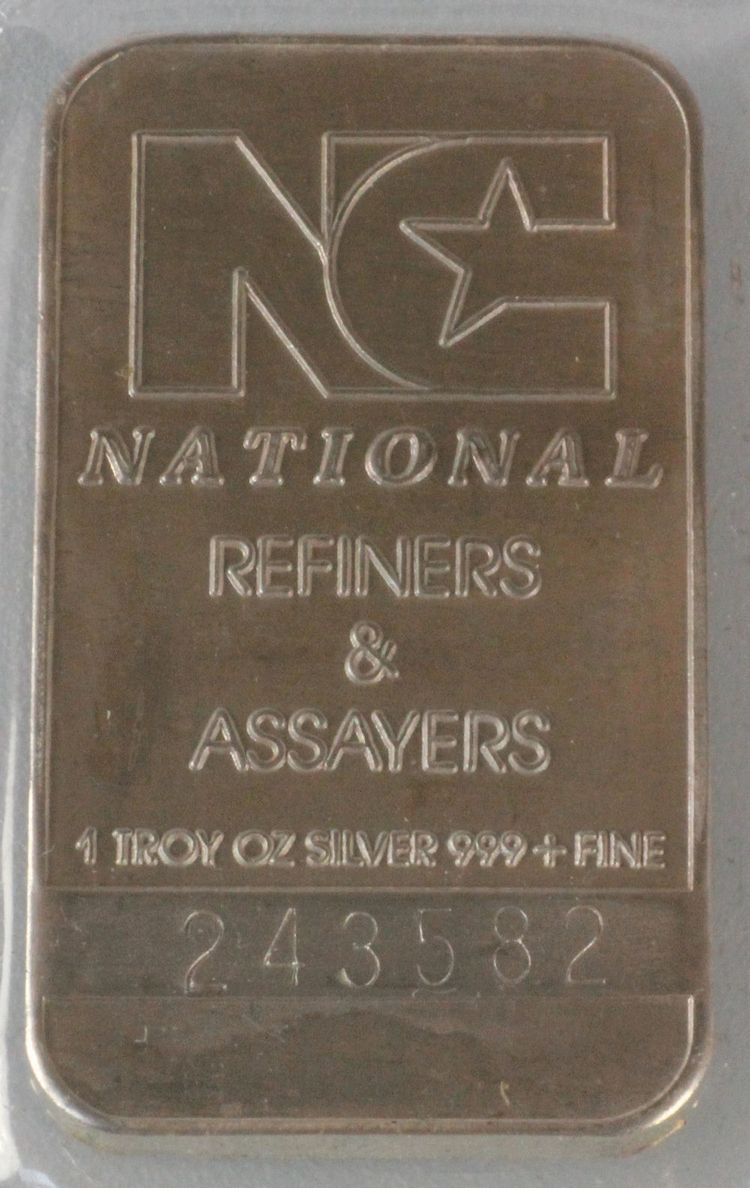 NC
NATIONAL
REFINERS
&
ASSAYERS
1 TROY OZ SILVER 999+ FINE
243582